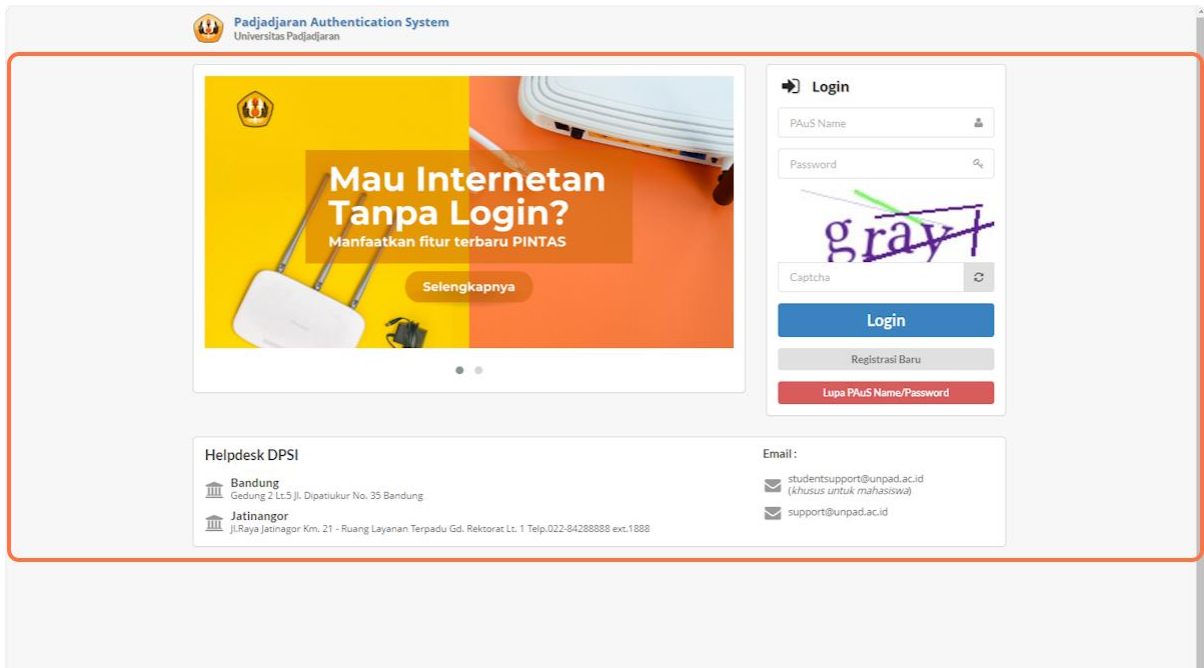 Padjadjaran Authentication System
Universitas Padjadjaran
Mau Internetan
Tanpa Login?
Manfaatkan fitur terbaru PINTAS
Selengkapnya
Login
PAuS Name
Password
Captcha
Login
Registrasi Baru
Lupa PAuS Name/Password
Helpdesk DPSI
Bandung
Gedung 2 Lt.5 Jl. Dipatiukur No. 35 Bandung
Jatinangor
Jl.Raya Jatinagor Km. 21 - Ruang Layanan Terpadu Gd. Rektorat Lt. 1 Telp.022-84288888 ext.1888
Email :
studentsupport@unpad.ac.id
(khusus untuk mahasiswa)
support@unpad.ac.id